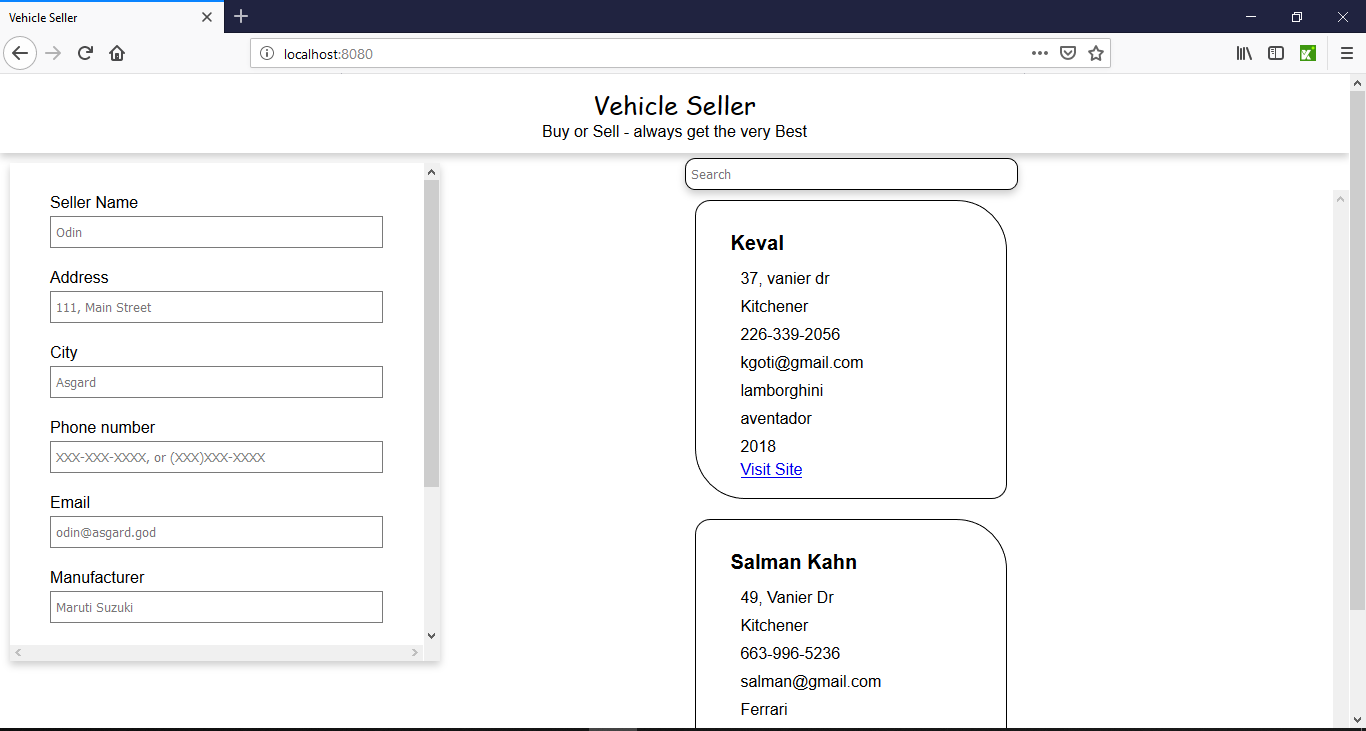 Vehicle Seller
localhost:8080
Vehicle Seller
Buy or Sell - always get the very Best
Seller Name
Odin
Address
111, Main Street
City
Asgard
Phone number
XXX-XXX-XXXX, or (XXX)XXX-XXXX
Email
odin@asgard.god
Manufacturer
Maruti Suzuki
Search
Keval
37, vanier dr
Kitchener
226-339-2056
kgoti@gmail.com
lamborghini
aventador
2018
Visit Site
Salman Kahn
49, Vanier Dr
Kitchener
663-996-5236
salman@gmail.com
Ferrari